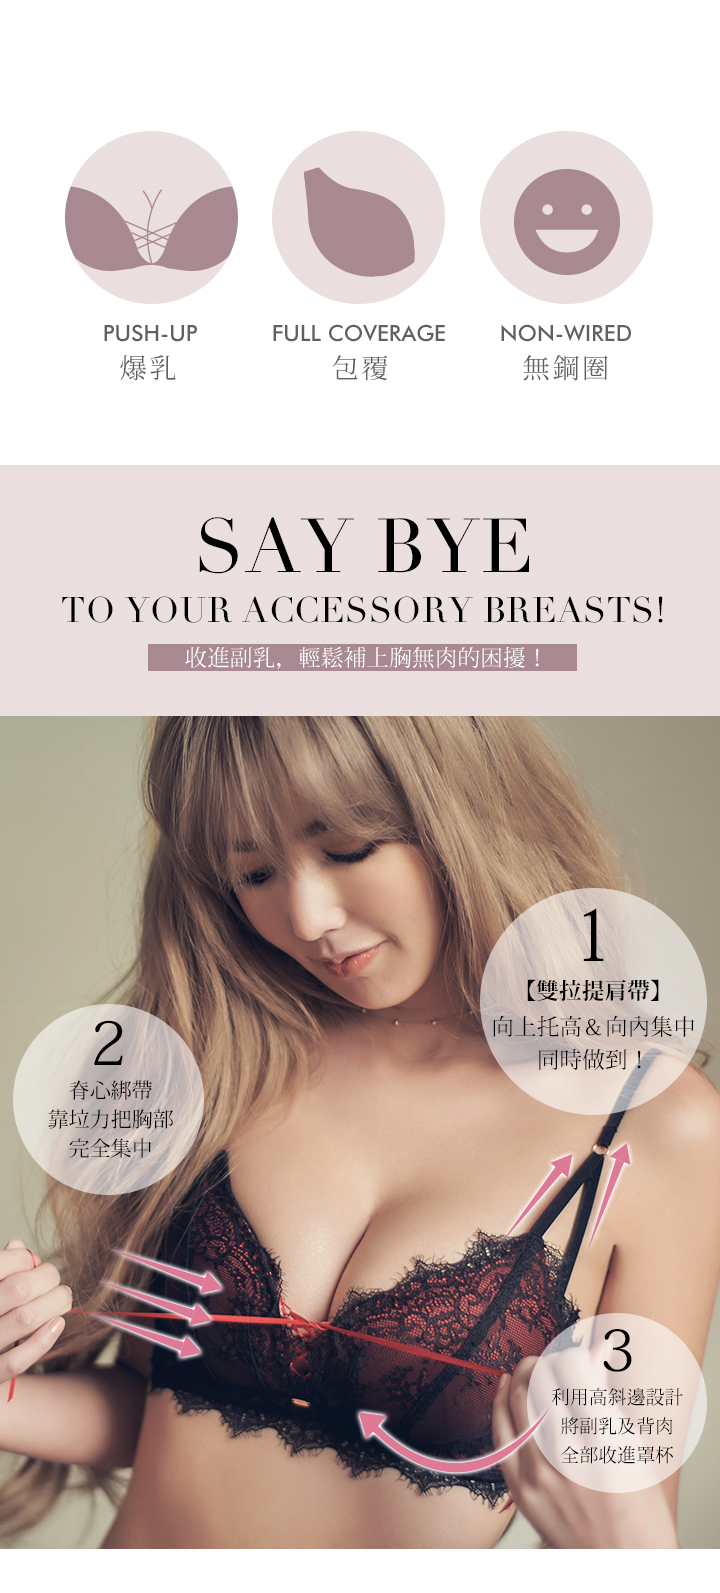 PUSH-UP
爆乳
FULL COVERAGE
包覆
NON-WIRED
無鋼圈
SAY BYE
TO YOUR ACCESSORY BREASTS!
收進副乳，輕鬆補上胸無肉的困擾！
1
【雙拉提肩帶】
向上托高＆向內集中
同時做到！
2
脊心綁帶
靠垃力把胸部
完全集中
3
利用高斜邊設計
將副乳及背肉
全部收進罩杯